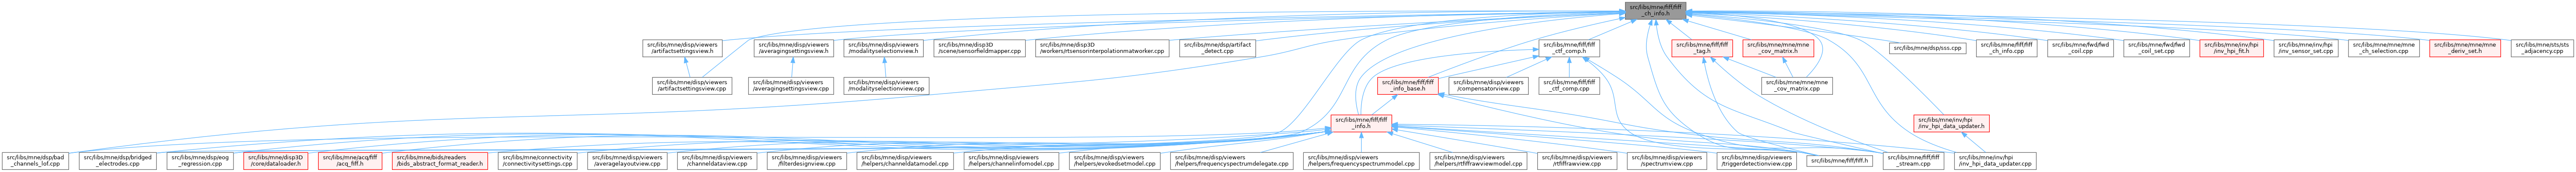 src/libs/mne/fiff/fiff
_ch_info.h
src/libs/mne/disp/viewers
/artifactsettingsview.h
src/libs/mne/disp/viewers
/averagingsettingsview.h
src/libs/mne/disp/viewers
/modalityselectionview.h
src/libs/mne/disp3D
/scene/sensorfieldmapper.cpp
src/libs/mne/disp3D
/workers/rtsensorinterpolationmatworker.cpp
src/libs/mne/dsp/artifact
_detect.cpp
src/libs/mne/fiff/fiff
_ctf_comp.h
src/libs/mne/fiff/fiff
_tag.h
src/libs/mne/mne/mne
_cov_matrix.h
src/libs/mne/dsp/sss.cpp
src/libs/mne/fiff/fiff
_ch_info.cpp
src/libs/mne/fwd/fwd
_coil.cpp
src/libs/mne/fwd/fwd
_coil_set.cpp
src/libs/mne/inv/hpi
/inv_hpi_fit.h
src/libs/mne/inv/hpi
/inv_sensor_set.cpp
src/libs/mne/mne/mne
_ch_selection.cpp
src/libs/mne/mne/mne
_deriv_set.h
src/libs/mne/sts/sts
_adjacency.cpp
src/libs/mne/disp/viewers
/artifactsettingsview.cpp
src/libs/mne/disp/viewers
/averagingsettingsview.cpp
src/libs/mne/disp/viewers
/modalityselectionview.cpp
src/libs/mne/fiff/fiff
_info_base.h
src/libs/mne/disp/viewers
/compensatorview.cpp
src/libs/mne/fiff/fiff
_ctf_comp.cpp
src/libs/mne/mne/mne
_cov_matrix.cpp
src/libs/mne/fiff/fiff
_info.h
src/libs/mne/inv/hpi
/inv_hpi_data_updater.h
src/libs/mne/dsp/bad
_channels_lof.cpp
src/libs/mne/dsp/bridged
_electrodes.cpp
src/libs/mne/dsp/eog
_regression.cpp
src/libs/mne/disp3D
/core/dataloader.h
src/libs/mne/acq/fiff
/acq_fiff.h
src/libs/mne/bids/readers
/bids_abstract_format_reader.h
src/libs/mne/connectivity
/connectivitysettings.cpp
src/libs/mne/disp/viewers
/averagelayoutview.cpp
src/libs/mne/disp/viewers
/channeldataview.cpp
src/libs/mne/disp/viewers
/filterdesignview.cpp
src/libs/mne/disp/viewers
/helpers/channeldatamodel.cpp
src/libs/mne/disp/viewers
/helpers/channelinfomodel.cpp
src/libs/mne/disp/viewers
/helpers/evokedsetmodel.cpp
src/libs/mne/disp/viewers
/helpers/frequencyspectrumdelegate.cpp
src/libs/mne/disp/viewers
/helpers/frequencyspectrummodel.cpp
src/libs/mne/disp/viewers
/helpers/rtfiffrawviewmodel.cpp
src/libs/mne/disp/viewers
/rtfiffrawview.cpp
src/libs/mne/disp/viewers
/spectrumview.cpp
src/libs/mne/disp/viewers
/triggerdetectionview.cpp
src/libs/mne/fiff/fiff.h
src/libs/mne/fiff/fiff
_stream.cpp
src/libs/mne/inv/hpi
/inv_hpi_data_updater.cpp